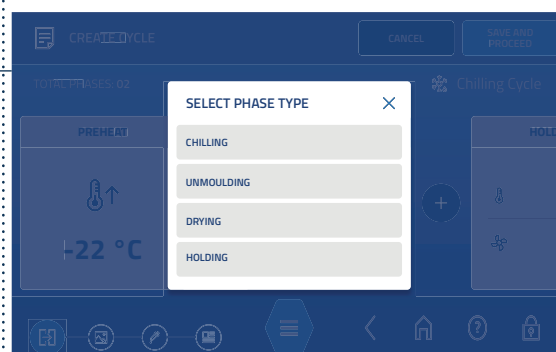 CREATE CYCLE
CANCEL
SAVE AND
PROCEED
TOTAL PHASES: 02
Chilling Cycle
SELECT PHASE TYPE
PREHEAT
HOLD
CHILLING
UNMOULDING
DRYING
HOLDING
-22 °C